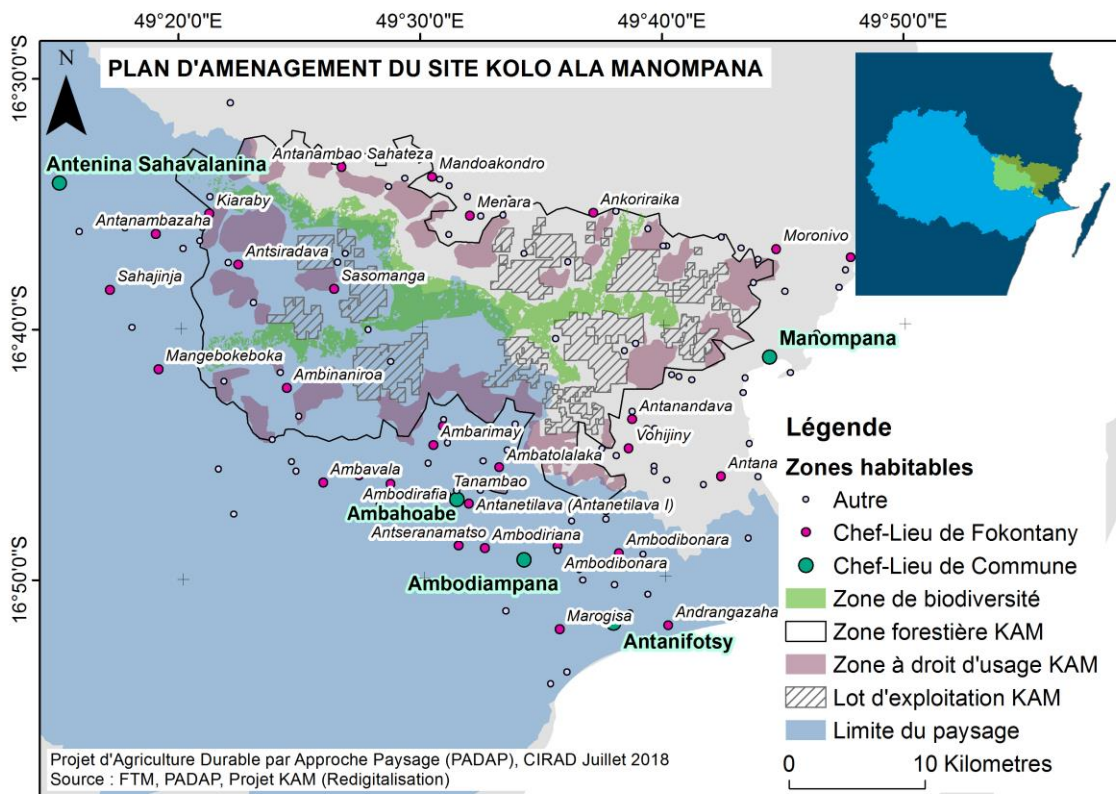 49°20'0"E
49°30'0"E
49°40'0"E
49°50'0"E
16°30'0"S
16°40'0"S
16°50'0"S
N
PLAN D'AMENAGEMENT DU SITE KOLO ALA MANOMPANA
Antenina Sahavalanina
Antanambao Sahateza
Mandoakondro
Kiaraby
Menara
Ankoriraika
Antanambazaha
Moronivo
Antsiradava
Sahajinja
Sasomanga
Manompana
Mangebokeboka
Ambinaniroa
Antanandava
Ambarimay
Vohijiny
Ambatolalaka
Ambavala
Tanambao
Antana
Ambodirafia
Antanetilava (Antanetilava I)
Ambahoabe
Antseranamatso
Ambodiriana
Ambodibonara
Ambodibonara
Ambodiampana
Marogisa
Andrangazaha
Antanifotsy
Légende
Zones habitables
Autre
Chef-Lieu de Fokontany
Chef-Lieu de Commune
Zone de biodiversité
Zone forestière KAM
Zone à droit d'usage KAM
Lot d'exploitation KAM
Limite du paysage
0 10 Kilometres
Projet d'Agriculture Durable par Approche Paysage (PADAP), CIRAD Juillet 2018
Source : FTM, PADAP, Projet KAM (Redigitalisation)